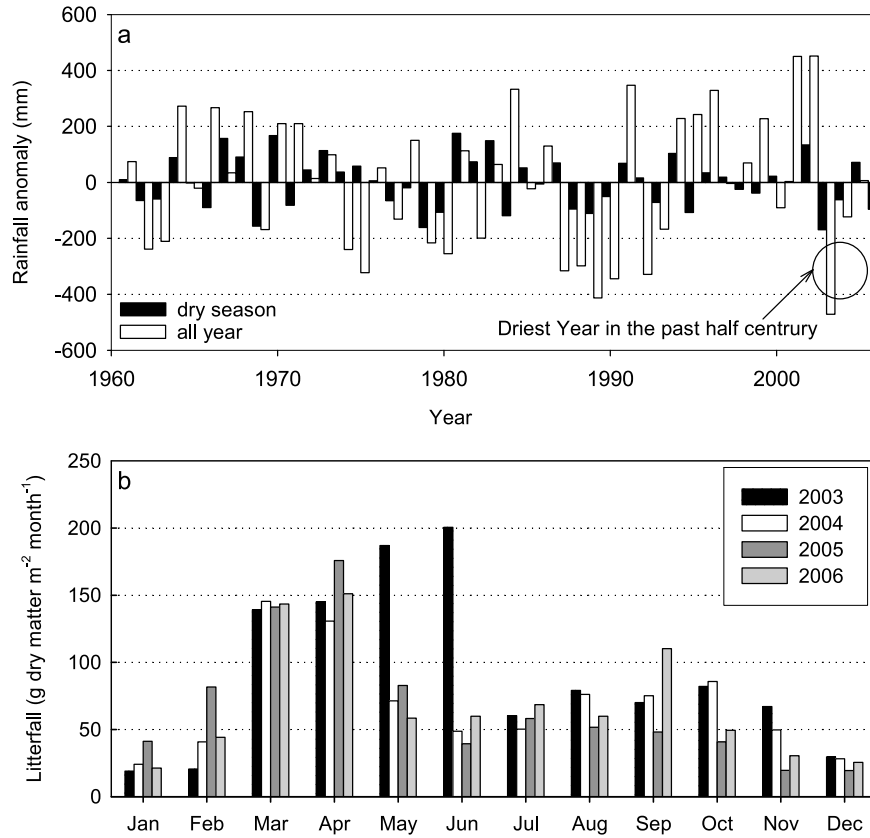 a
600
400
200
0
-200
-400
-600
Rainfall anomaly (mm)
dry season
all year
Driest Year in the past half centrury
1960 1970 1980 1990 2000
Year
b
250
200
150
100
50
0
Litterfall (g dry matter m⁻² month⁻¹)
2003
2004
2005
2006
Jan Feb Mar Apr May Jun Jul Aug Sep Oct Nov Dec